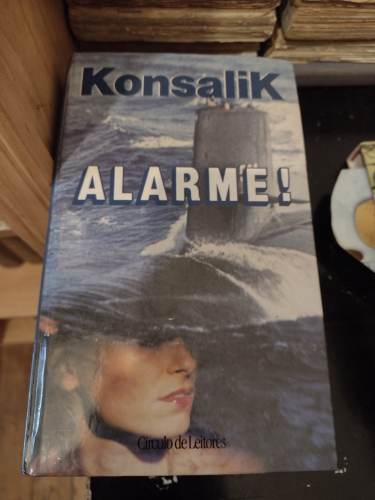 Konsalik
ALARME!
Círculo de Leitores